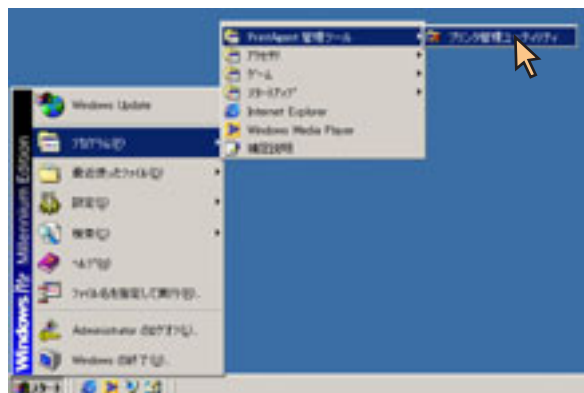 PrintAgent 管理ツール
プリンタ管理ユーティリティ
アクセサリ
ゲーム
スタートアップ
Internet Explorer
Windows Media Player
補足説明
Windows Update
プログラム(P)
最近使ったファイル(D)
設定(S)
検索(C)
ヘルプ(H)
ファイル名を指定して実行(R)...
Administrator のログオフ(L)...
Windows の終了(U)...
Windows Me Millennium Edition
スタート